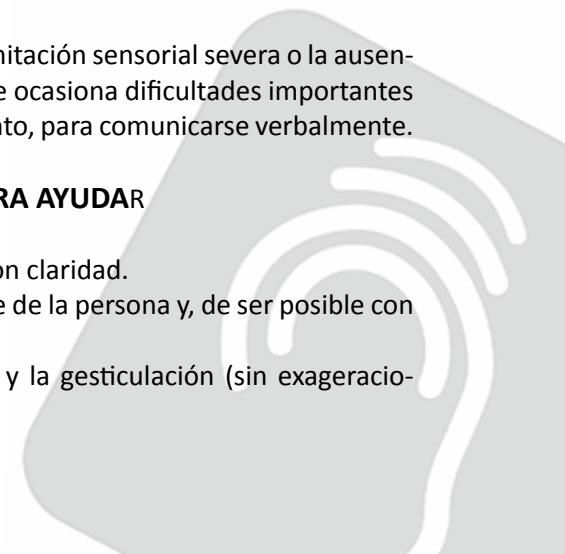 nitación sensorial severa o la ausen-
e ocasiona dificultades importantes
nto, para comunicarse verbalmente.
RA AYUDAR
on claridad.
e de la persona y, de ser posible con
y la gesticulación (sin exageracio-